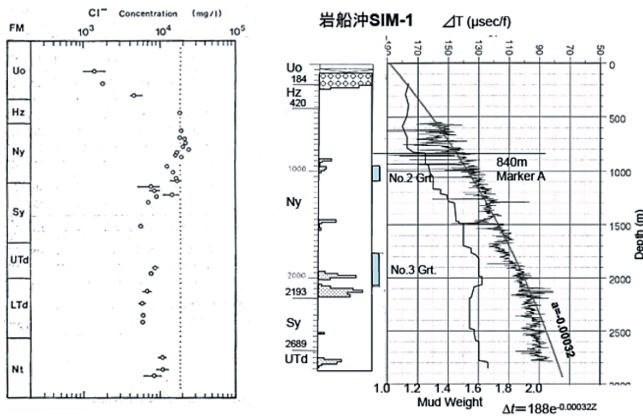 Cl⁻ Concentration (mg/l)
10³ 10⁴ 10⁵
FM
Uo
Hz
Ny
Sy
UTd
LTd
Nt
岩船沖SIM-1 ⊿T (μsec/f)
190 170 150 130 110 90 70 50
Uo
184
Hz
420
1000
Ny
2000
2193
Sy
2689
UTd
840m
Marker A
No.2 Grt.
No.3 Grt.
a=-0.00032
0
500
1000
1500
2000
2500
Depth (m)
1.0 1.2 1.4 1.6 1.8 2.0
Mud Weight
Δt=188e-0.00032Z